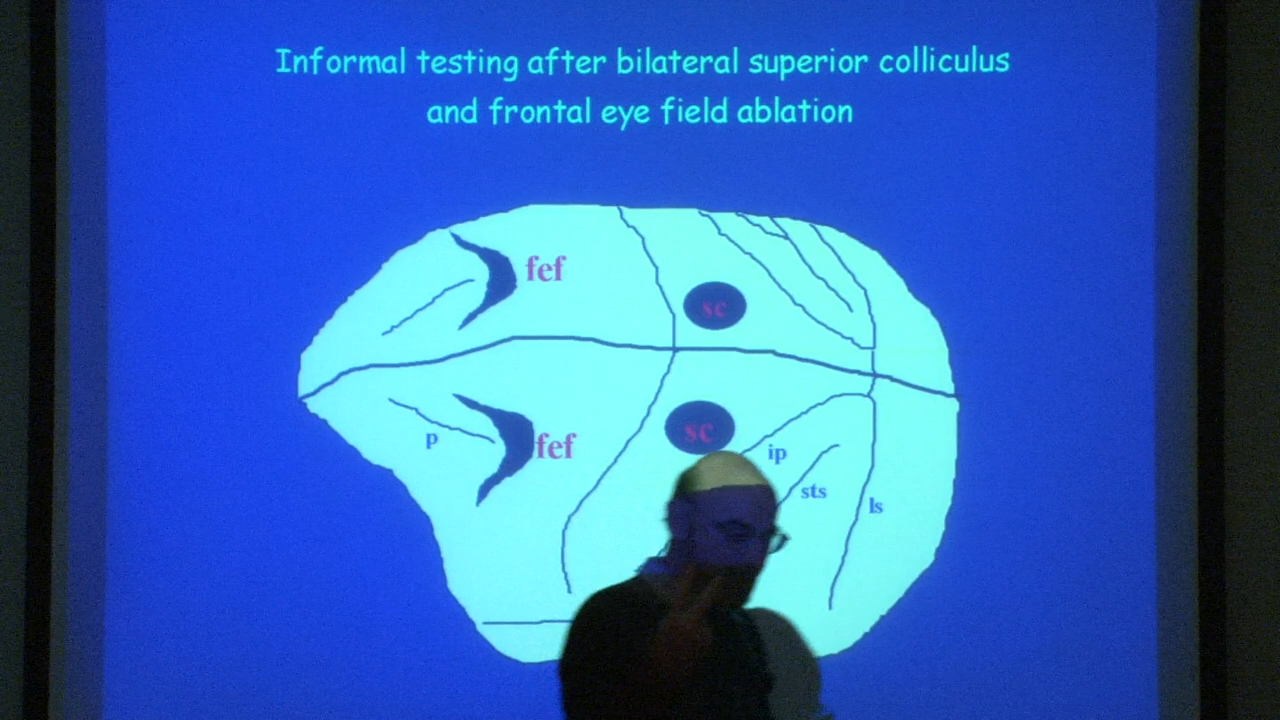 Informal testing after bilateral superior colliculus
and frontal eye field ablation
fef
sc
p
fef
sc
ip
sts
ls